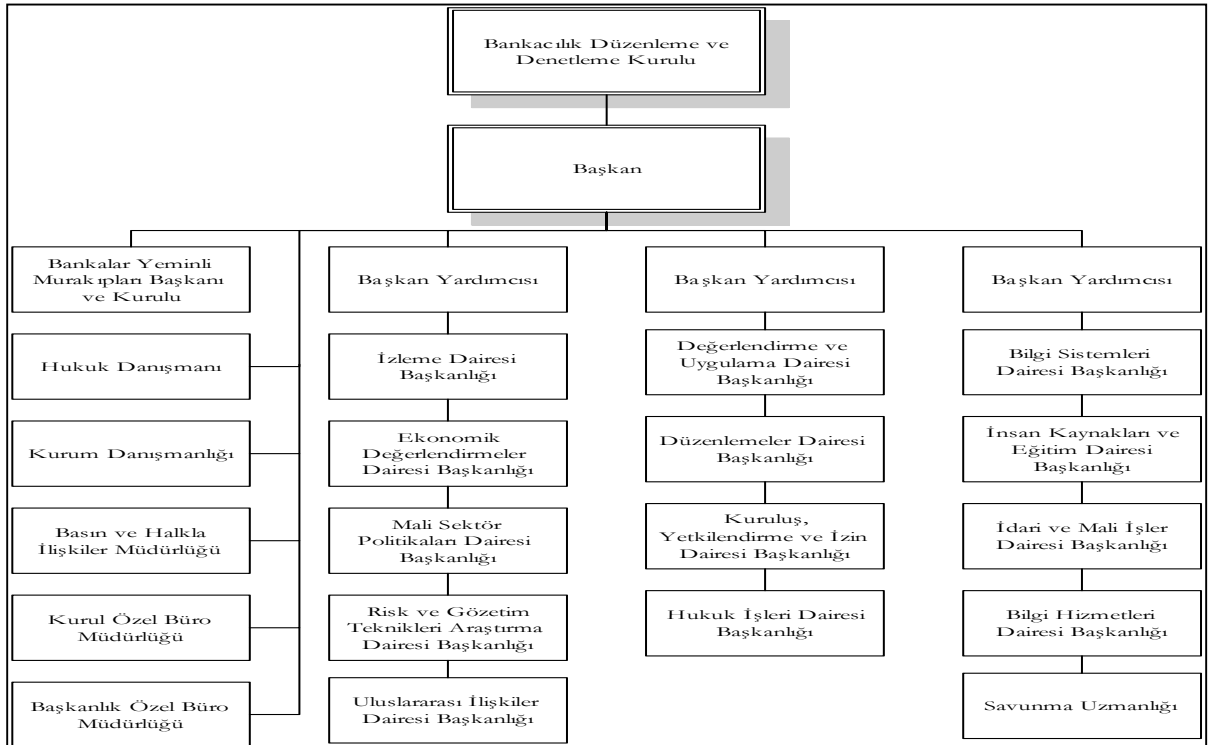 Bankacılık Düzenleme ve
Denetleme Kurulu
Başkan
Bankalar Yeminli
Murakıpları Başkanı
ve Kurulu
Hukuk Danışmanı
Kurum Danışmanlığı
Basın ve Halkla
İlişkiler Müdürlüğü
Kurul Özel Büro
Müdürlüğü
Başkanlık Özel Büro
Müdürlüğü
Başkan Yardımcısı
İzleme Dairesi
Başkanlığı
Ekonomik
Değerlendirmeler
Dairesi Başkanlığı
Mali Sektör
Politikaları Dairesi
Başkanlığı
Risk ve Gözetim
Teknikleri Araştırma
Dairesi Başkanlığı
Uluslararası İlişkiler
Dairesi Başkanlığı
Başkan Yardımcısı
Değerlendirme ve
Uygulama Dairesi
Başkanlığı
Düzenlemeler Dairesi
Başkanlığı
Kuruluş,
Yetkilendirme ve İzin
Dairesi Başkanlığı
Hukuk İşleri Dairesi
Başkanlığı
Başkan Yardımcısı
Bilgi Sistemleri
Dairesi Başkanlığı
İnsan Kaynakları ve
Eğitim Dairesi
Başkanlığı
İdari ve Mali İşler
Dairesi Başkanlığı
Bilgi Hizmetleri
Dairesi Başkanlığı
Savunma Uzmanlığı